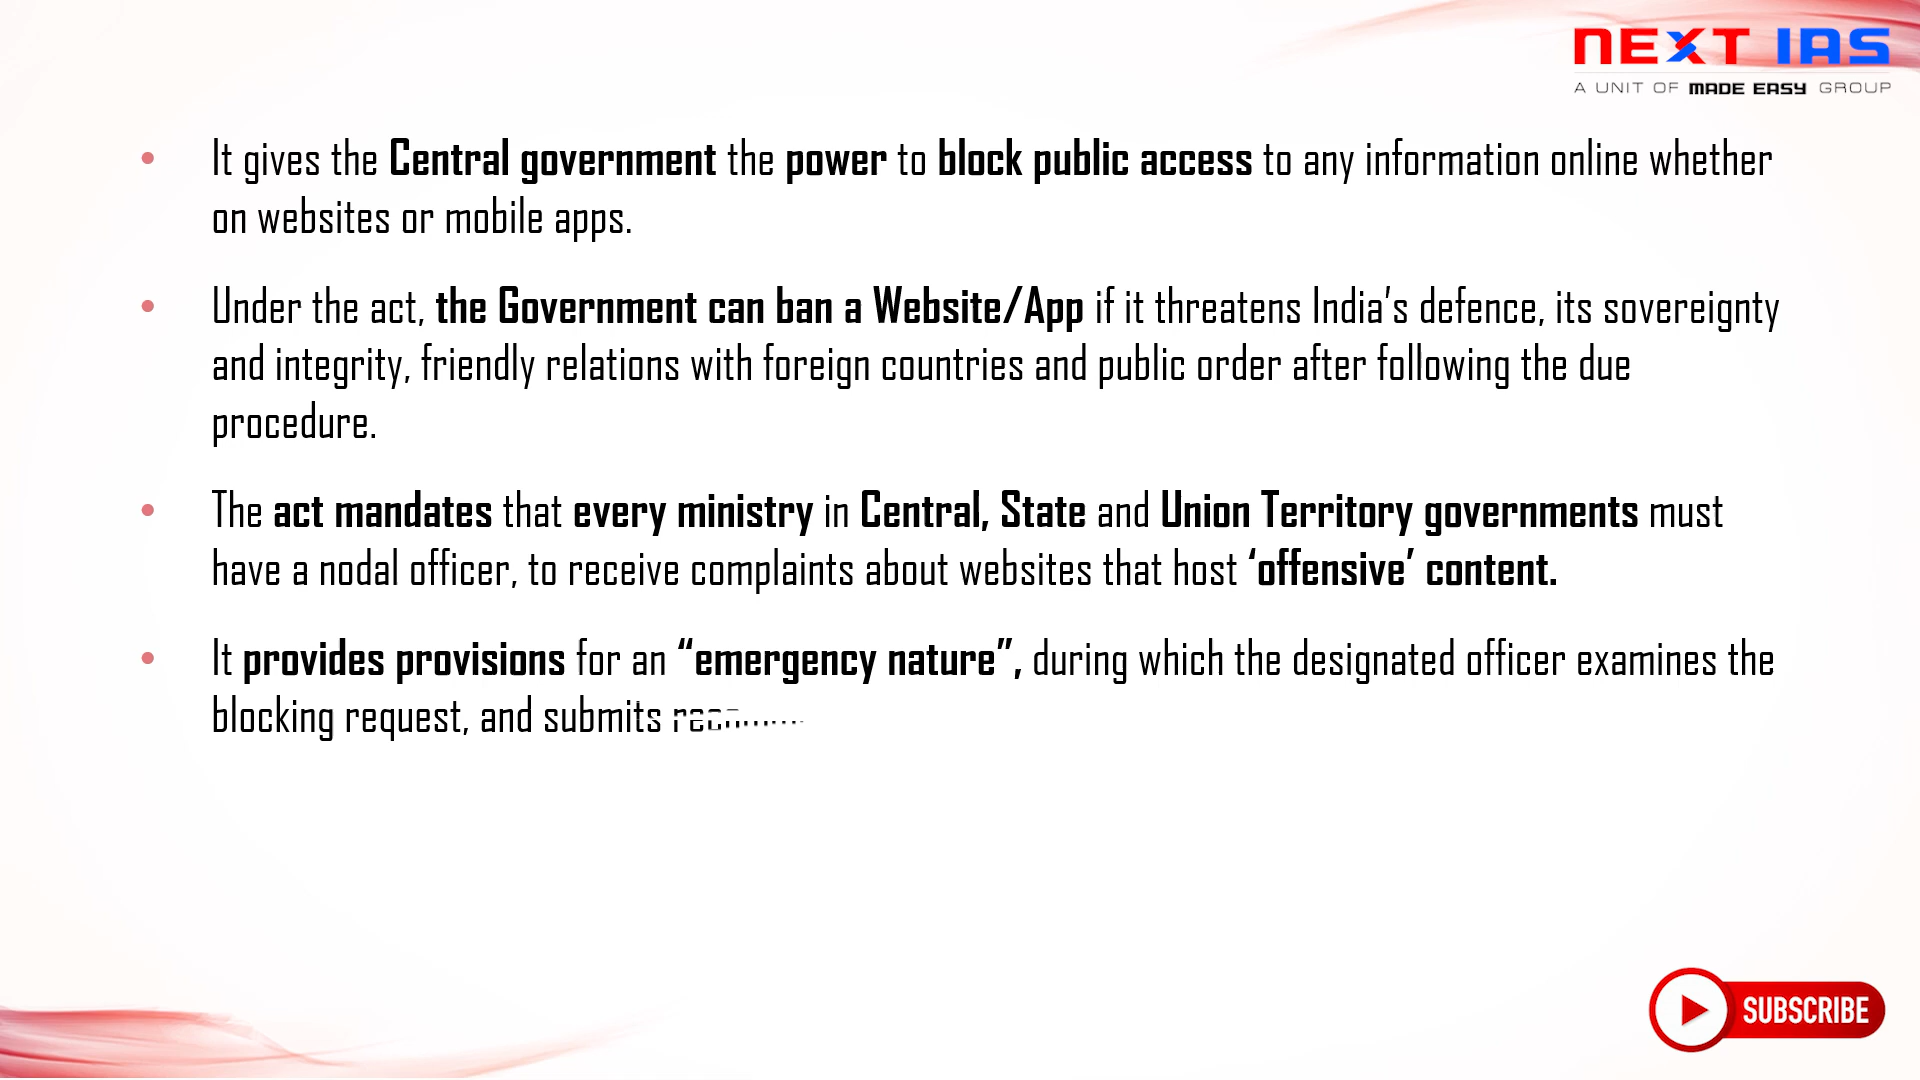 NEXT IAS
A UNIT OF MADE EASY GROUP
• It gives the Central government the power to block public access to any information online whether
on websites or mobile apps.
• Under the act, the Government can ban a Website/App if it threatens India’s defence, its sovereignty
and integrity, friendly relations with foreign countries and public order after following the due
procedure.
• The act mandates that every ministry in Central, State and Union Territory governments must
have a nodal officer, to receive complaints about websites that host ‘offensive’ content.
• It provides provisions for an “emergency nature”, during which the designated officer examines the
blocking request, and submits
SUBSCRIBE